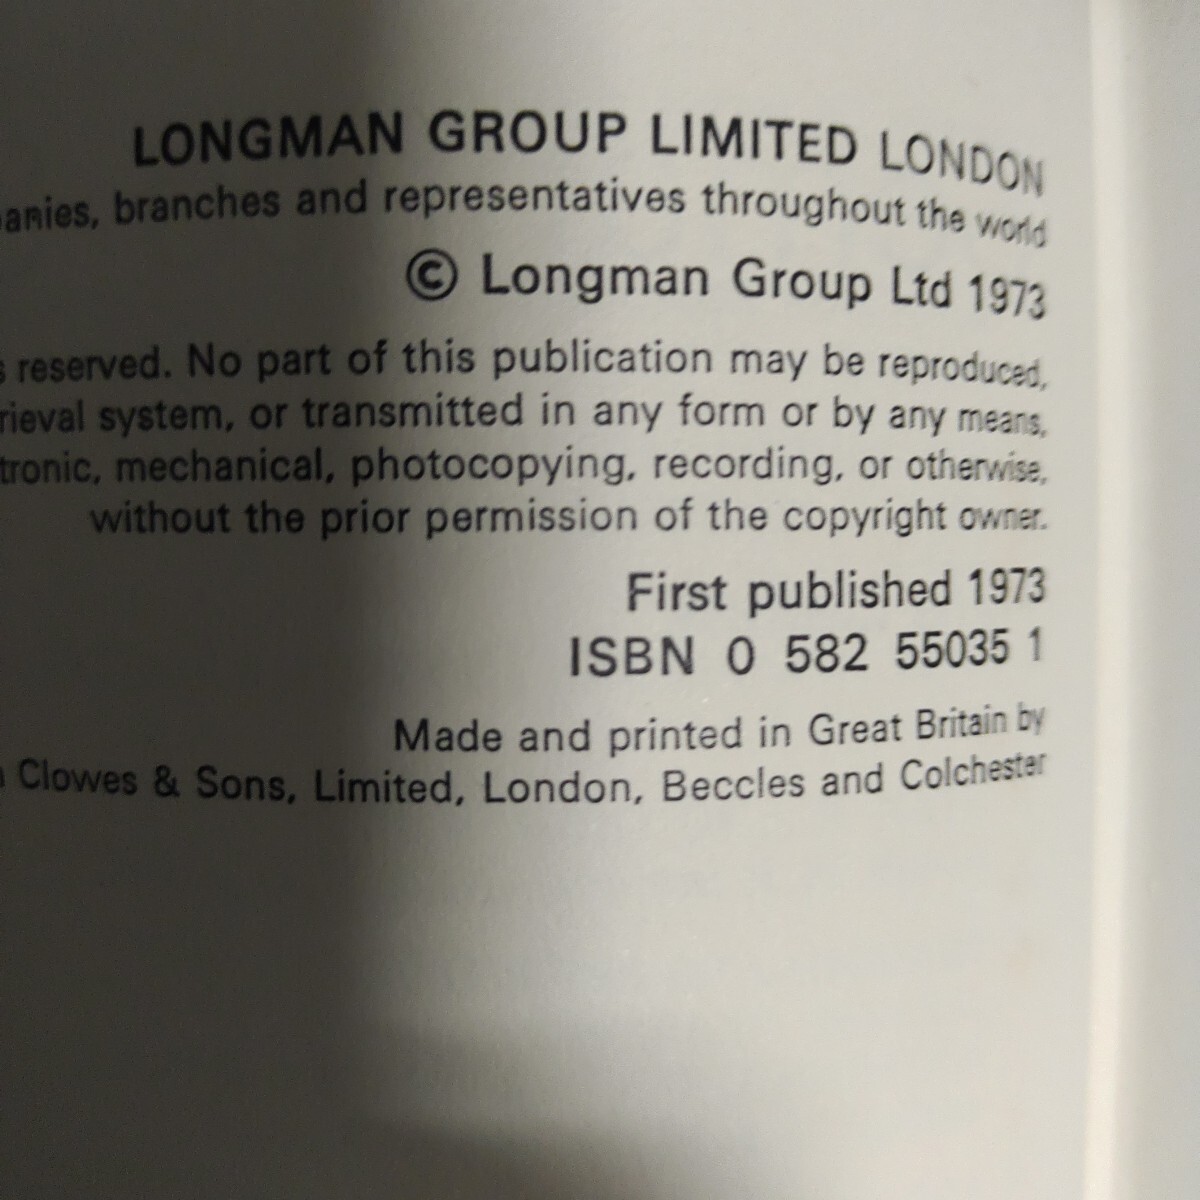 LONGMAN GROUP LIMITED LONDON
branches and representatives throughout the world
© Longman Group Ltd 1973
reserved. No part of this publication may be reproduced,
system, or transmitted in any form or by any means,
mechanical, photocopying, recording, or otherwise,
without the prior permission of the copyright owner.
First published 1973
ISBN 0 582 55035 1
Made and printed in Great Britain by
Clowes & Sons, Limited, London, Beccles and Colchester